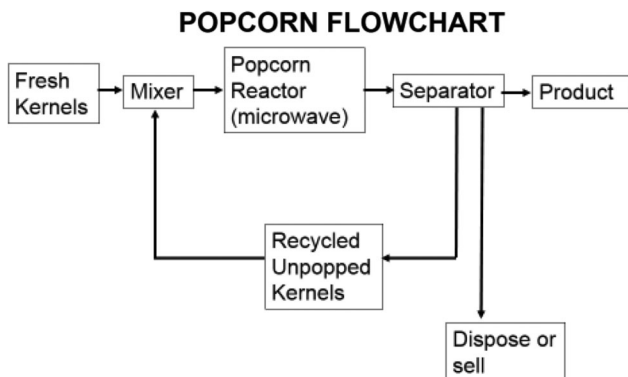 POPCORN FLOWCHART
Fresh
Kernels
Mixer
Popcorn
Reactor
(microwave)
Separator
Product
Recycled
Unpopped
Kernels
Dispose or
sell